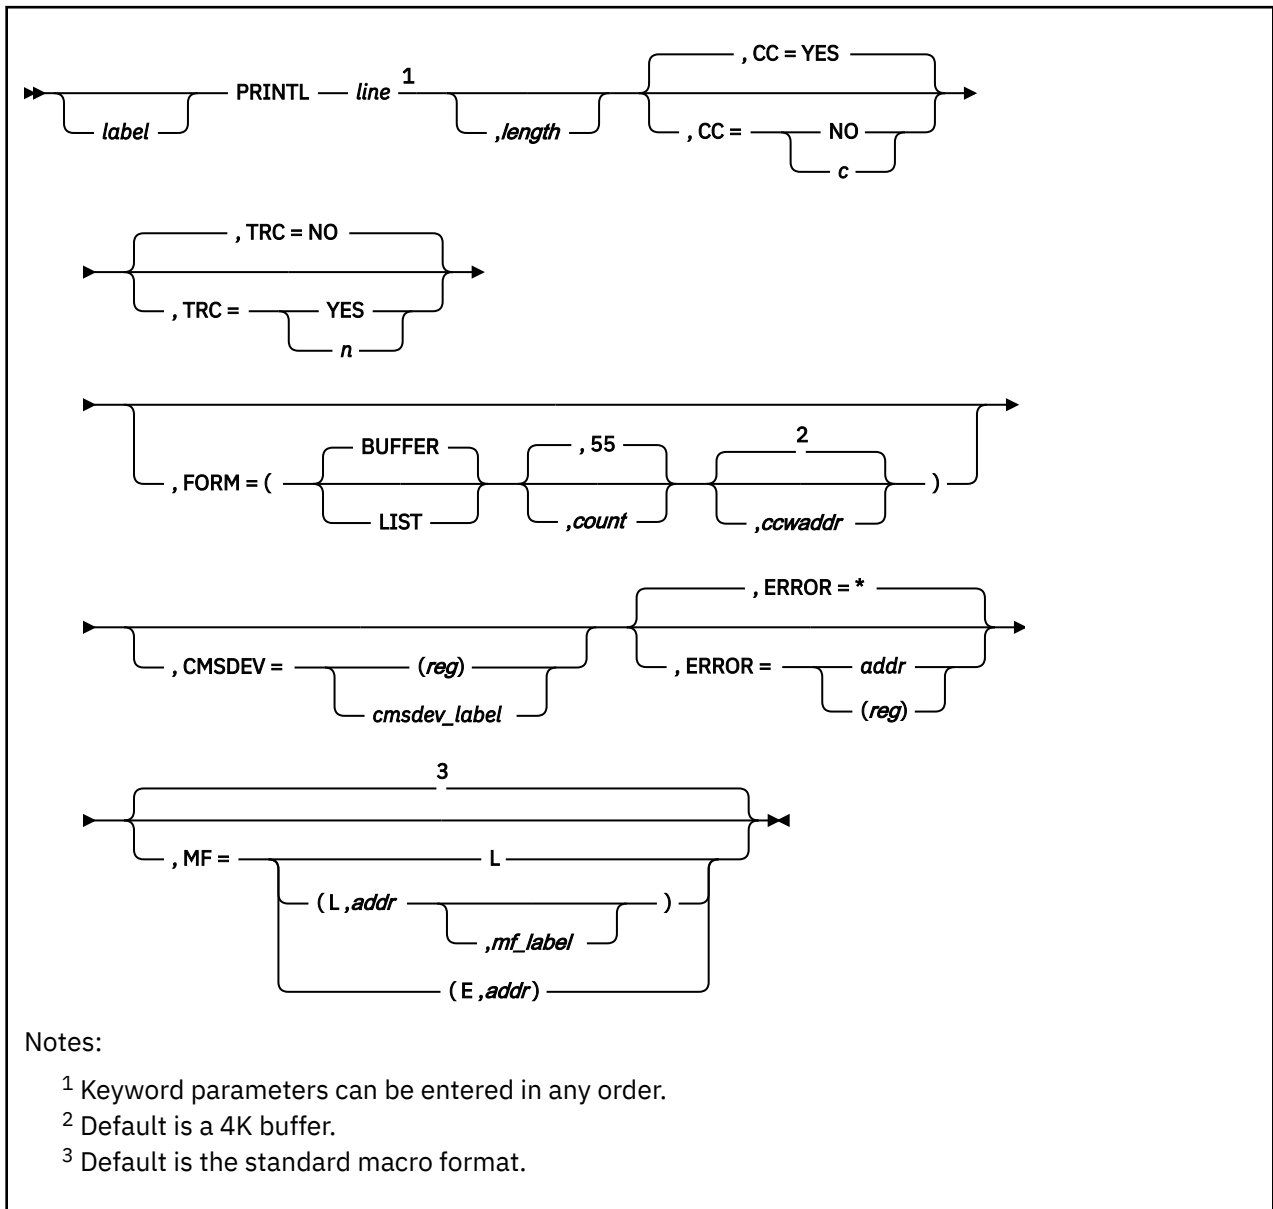 , CC = YES
PRINTL line 1
label ,length , CC = NO
c
, TRC = NO
, TRC = YES
n
BUFFER , 55 2
, FORM = ( )
LIST ,count ,ccwaddr
, ERROR = *
, CMSDEV = (reg) , ERROR = addr
cmsdev_label (reg)
3
, MF = L
( L ,addr )
,mf_label
( E ,addr )
Notes:
1 Keyword parameters can be entered in any order.
2 Default is a 4K buffer.
3 Default is the standard macro format.